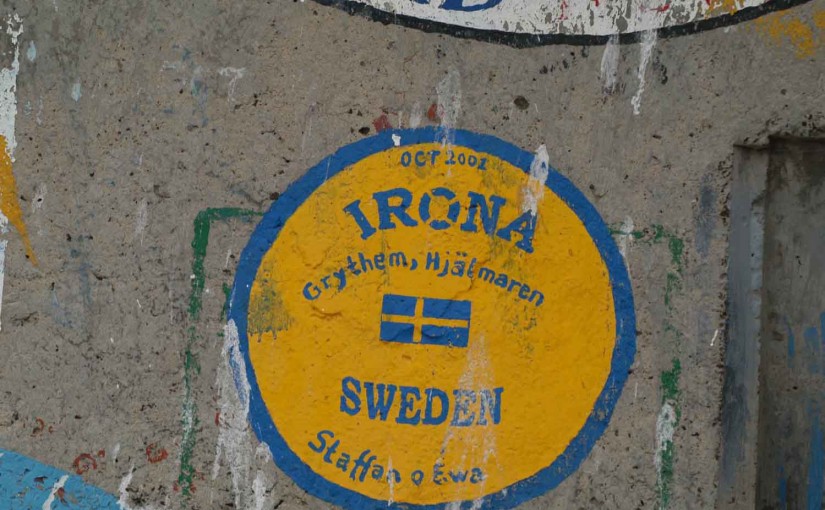 OCT 2001
IRONA
Grythem, Hjälmaren
SWEDEN
Staffan o Ewa